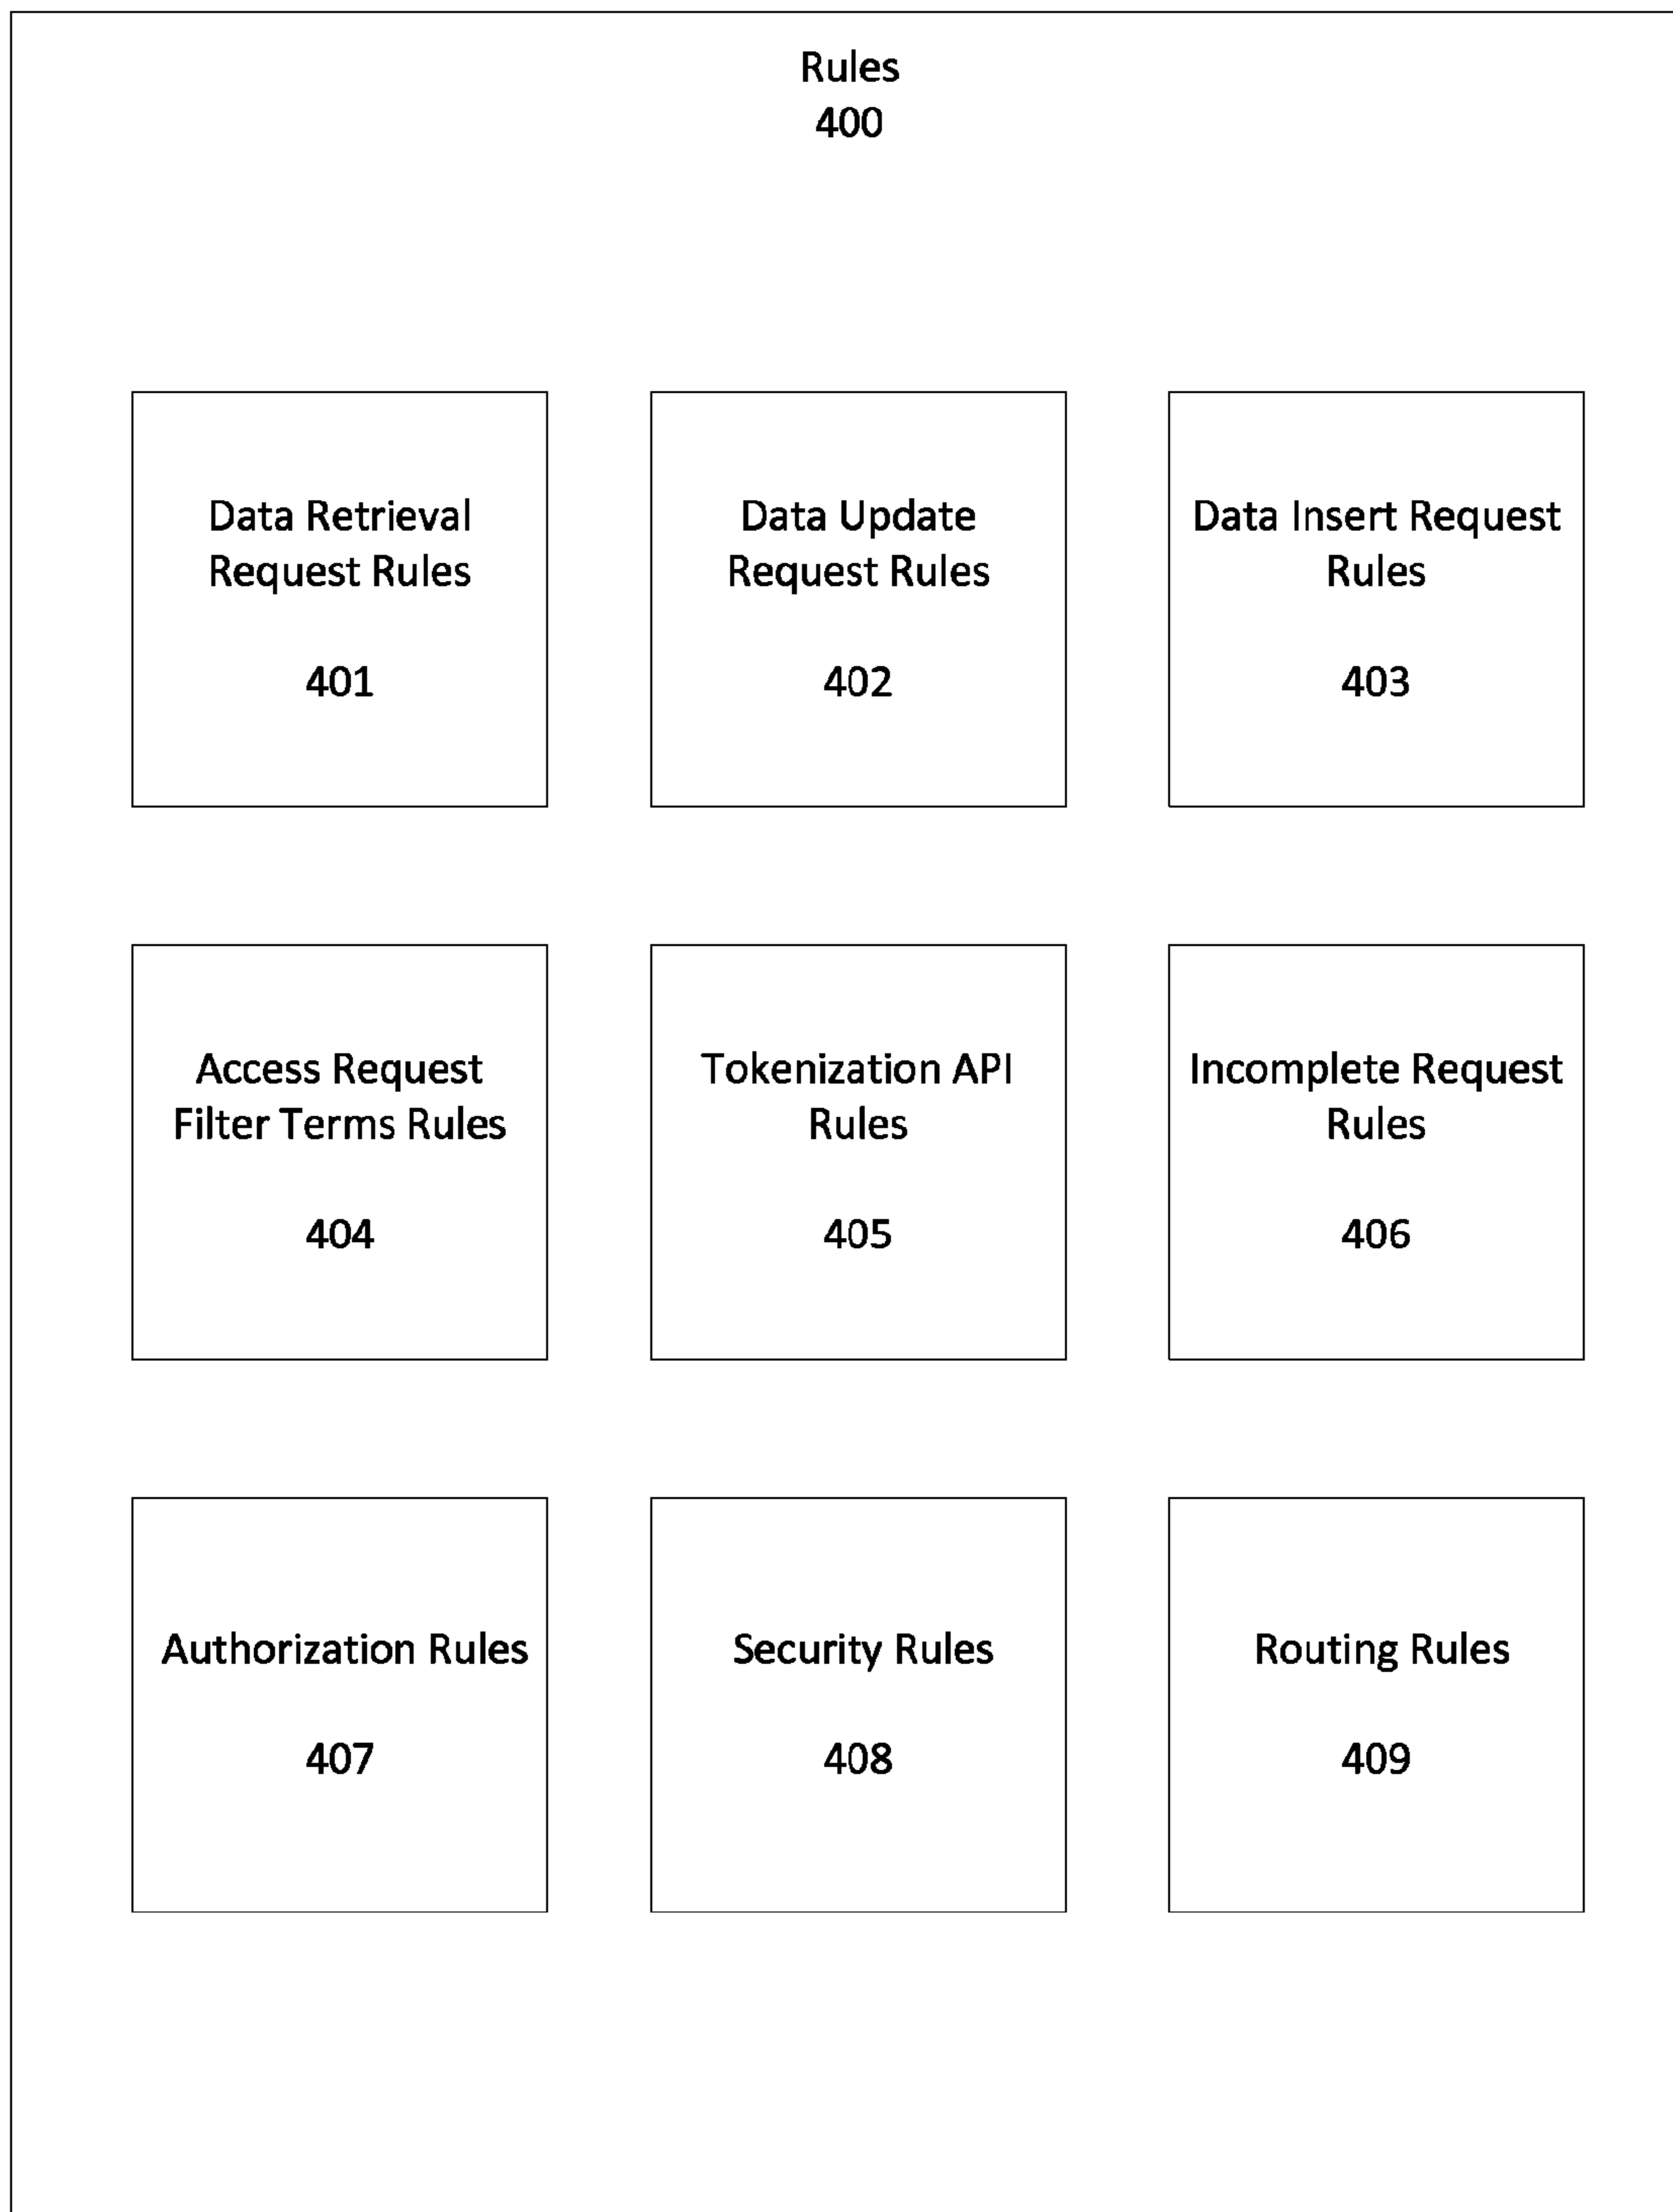 Rules
400
Data Retrieval
Request Rules
401
Data Update
Request Rules
402
Data Insert Request
Rules
403
Access Request
Filter Terms Rules
404
Tokenization API
Rules
405
Incomplete Request
Rules
406
Authorization Rules
407
Security Rules
408
Routing Rules
409